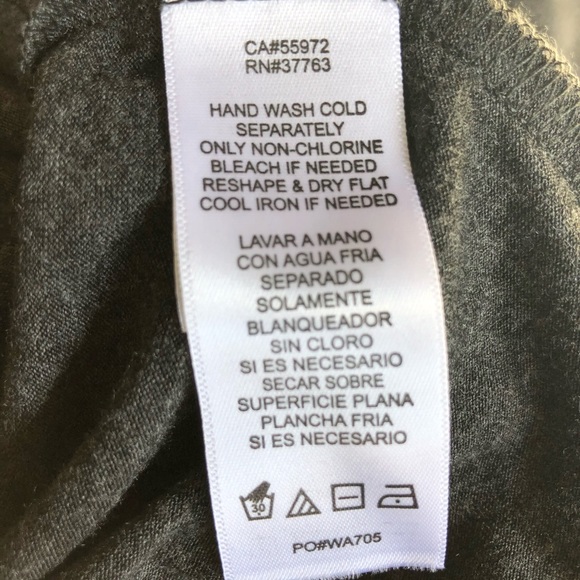 CA#55972
RN#37763
HAND WASH COLD
SEPARATELY
ONLY NON-CHLORINE
BLEACH IF NEEDED
RESHAPE & DRY FLAT
COOL IRON IF NEEDED
LAVAR A MANO
CON AGUA FRIA
SEPARADO
SOLAMENTE
BLANQUEADOR
SIN CLORO
SI ES NECESARIO
SECAR SOBRE
SUPERFICIE PLANA
PLANCHA FRIA
SI ES NECESARIO
30
PO#WA705